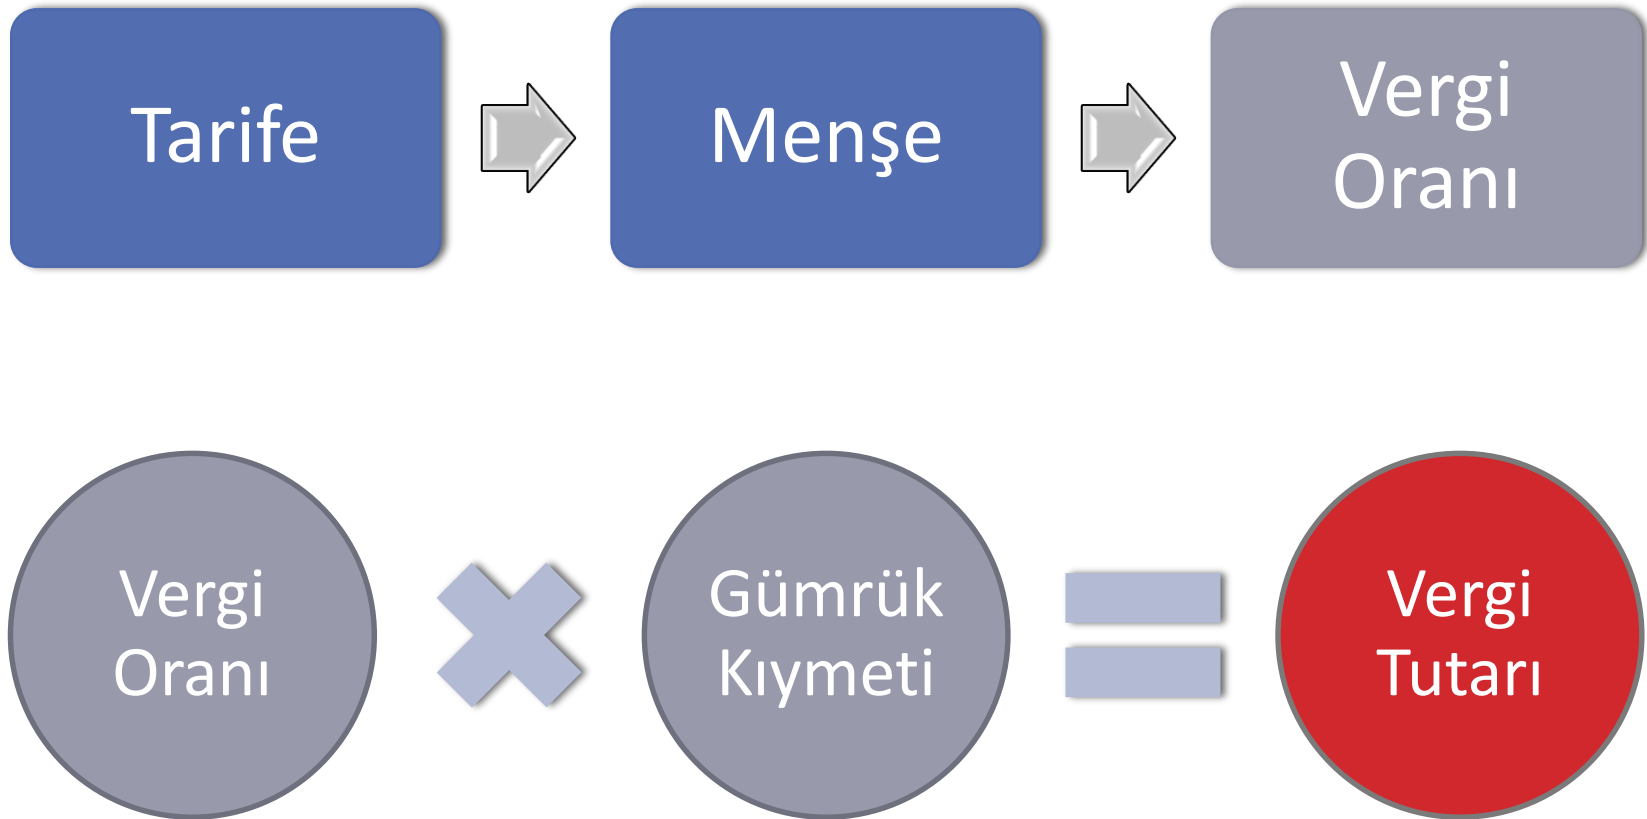 Tarife
Menşe
Vergi
Oranı
Vergi
Oranı
Gümrük
Kıymeti
Vergi
Tutarı